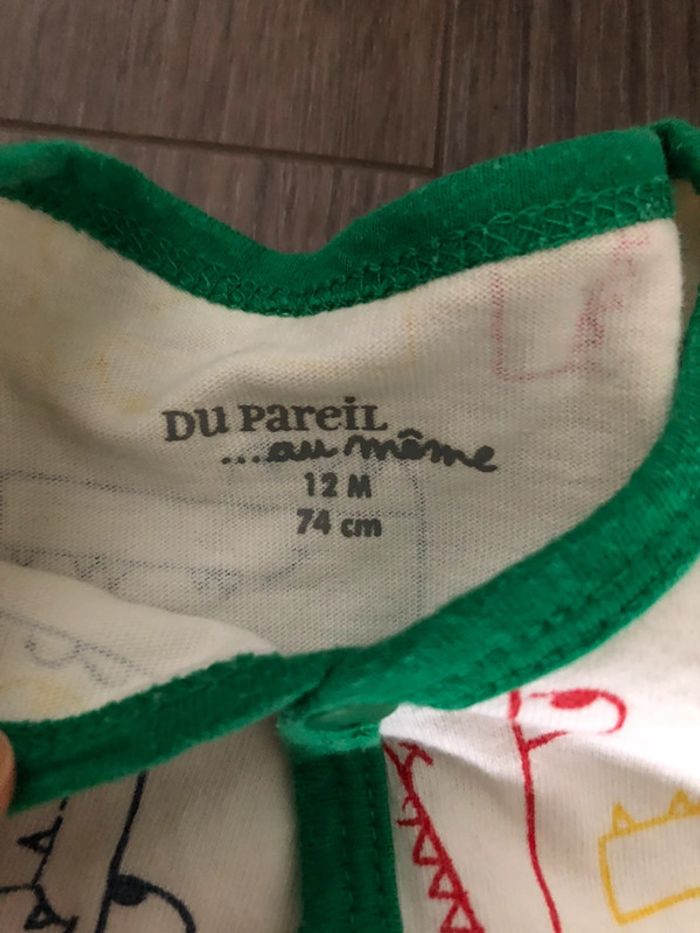 Du Pareil
...au même
12 M
74 cm